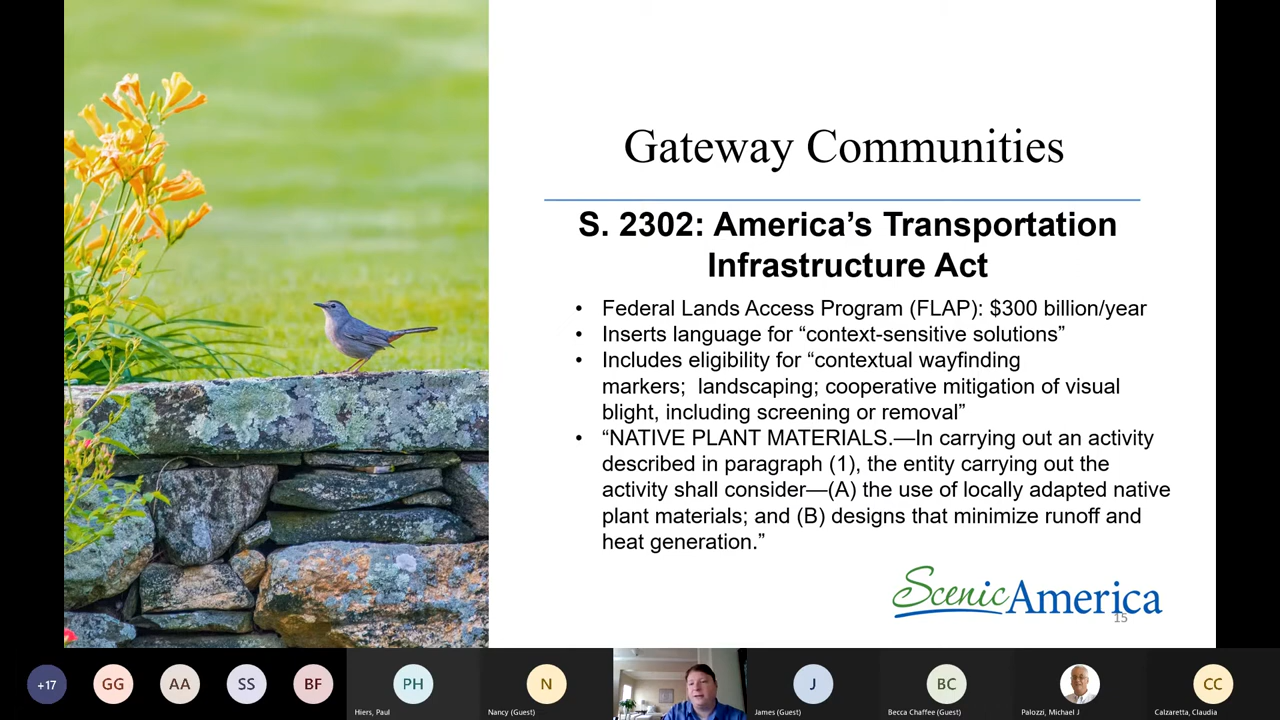 Gateway Communities
S. 2302: America’s Transportation
Infrastructure Act
• Federal Lands Access Program (FLAP): $300 billion/year
• Inserts language for “context-sensitive solutions”
• Includes eligibility for “contextual wayfinding
markers;  landscaping; cooperative mitigation of visual
blight, including screening or removal”
• “NATIVE PLANT MATERIALS.—In carrying out an activity
described in paragraph (1), the entity carrying out the
activity shall consider—(A) the use of locally adapted native
plant materials; and (B) designs that minimize runoff and
heat generation.”
Scenic America
15
+17 GG AA SS BF PH N J BC CC
Hiers, Paul Nancy (Guest) James (Guest) Becca Chaffee (Guest) Palozzi, Michael J Calzaretta, Claudia